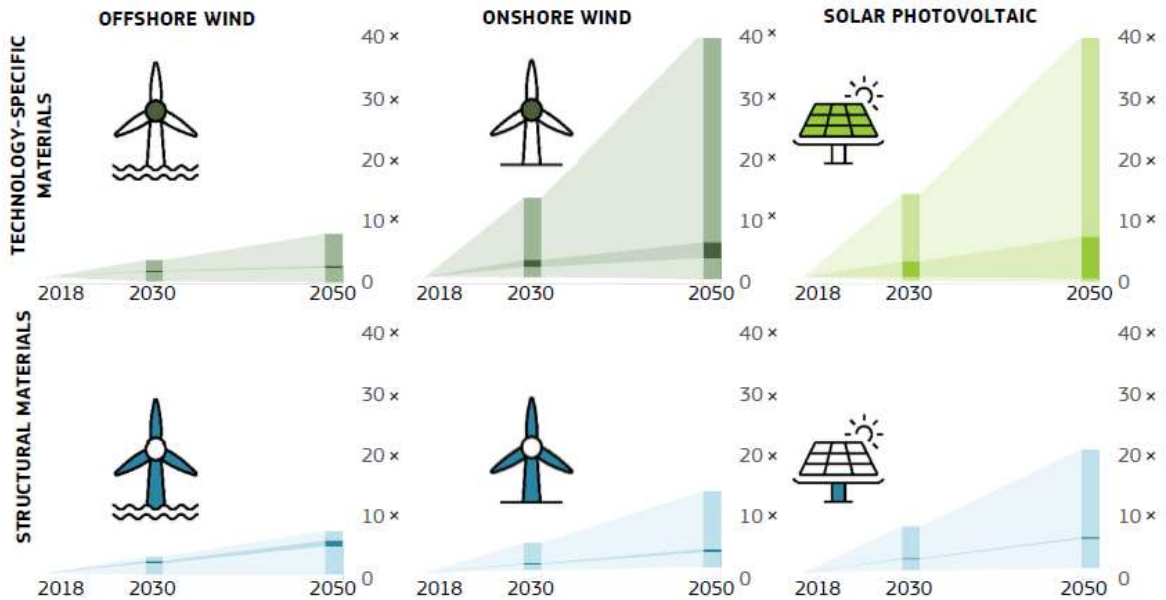 OFFSHORE WIND ONSHORE WIND SOLAR PHOTOVOLTAIC
TECHNOLOGY-SPECIFIC
MATERIALS
40 × 40 × 40 ×
30 × 30 × 30 ×
20 × 20 × 20 ×
10 × 10 × 10 ×
0 0 0
2018 2030 2050 2018 2030 2050 2018 2030 2050
STRUCTURAL MATERIALS
40 × 40 × 40 ×
30 × 30 × 30 ×
20 × 20 × 20 ×
10 × 10 × 10 ×
0 0 0
2018 2030 2050 2018 2030 2050 2018 2030 2050